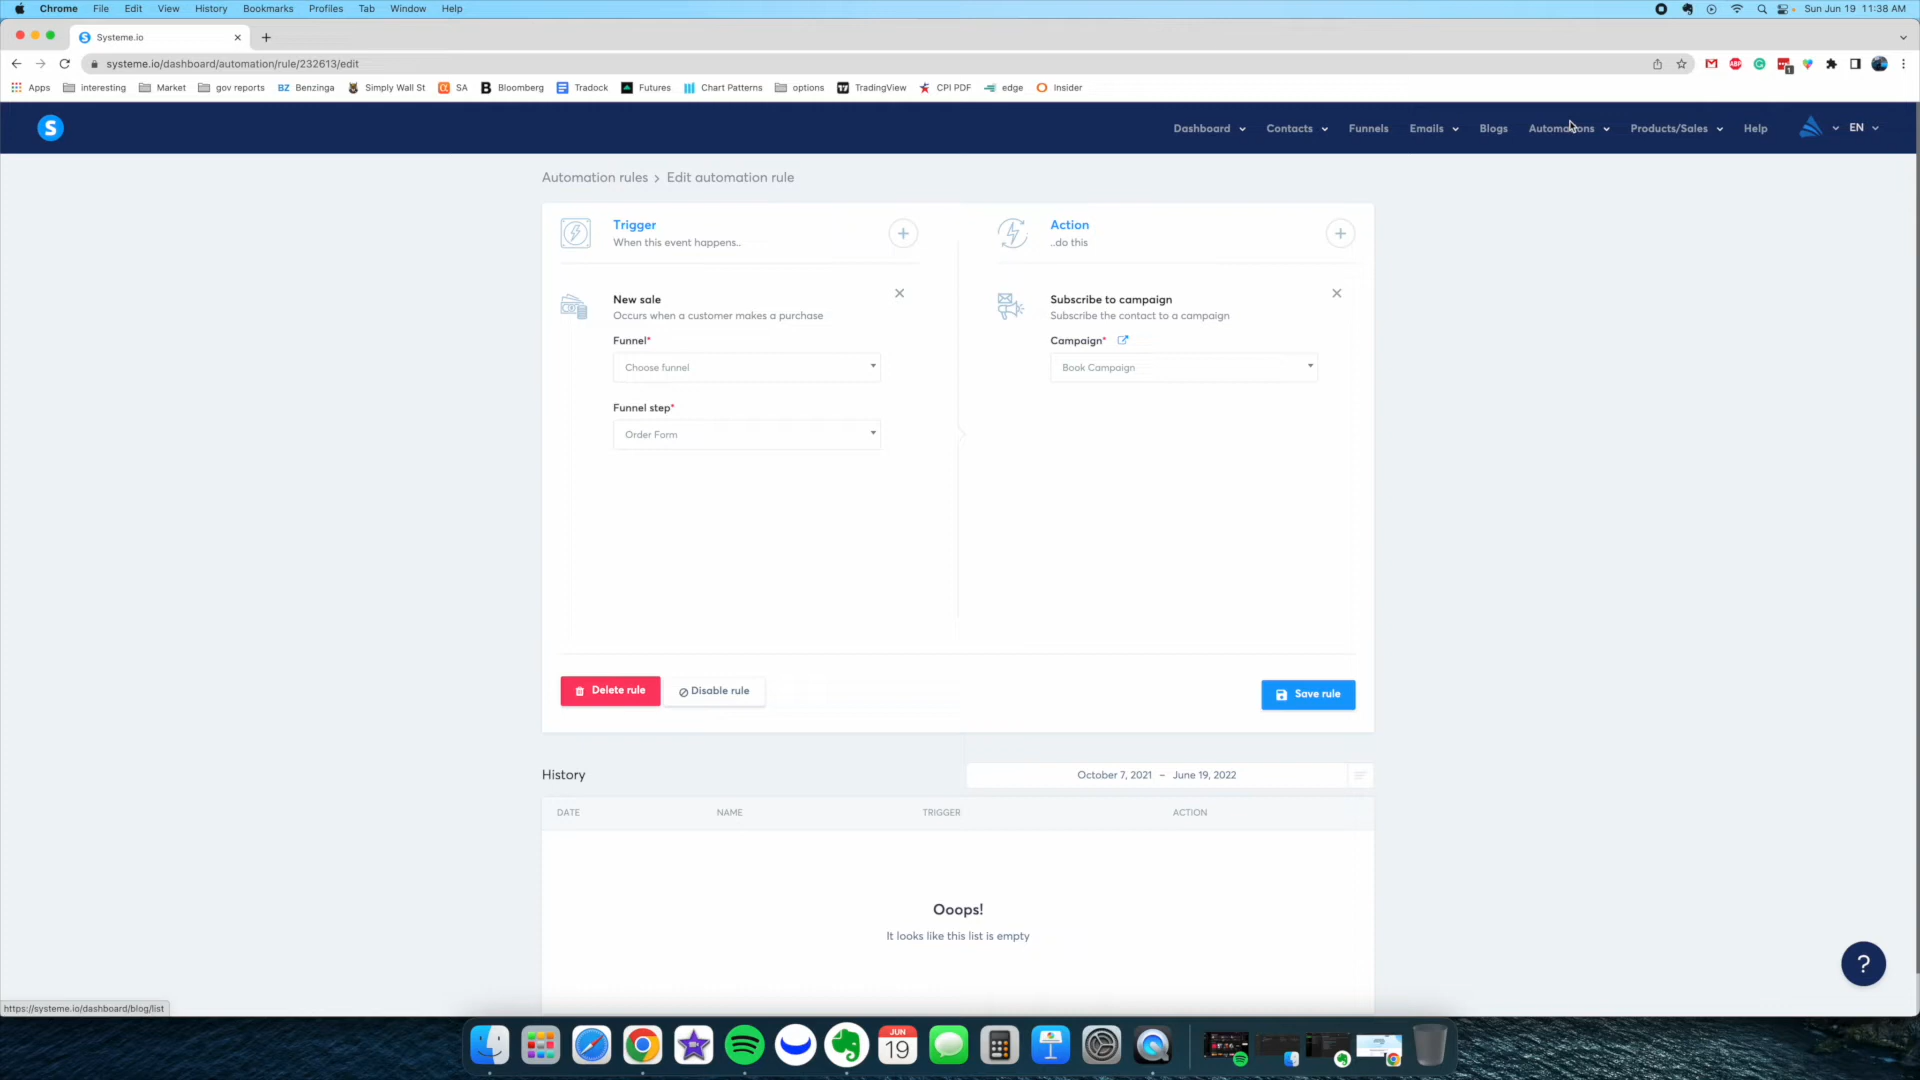 Chrome File Edit View History Bookmarks Profiles Tab Window Help Sun Jun 19 11:38 AM
Systeme.io
systeme.io/dashboard/automation/rule/232613/edit
Apps interesting Market gov reports BZ Benzinga Simply Wall St SA Bloomberg Tradock Futures Chart Patterns options TradingView CPI PDF edge Insider
S Dashboard Contacts Funnels Emails Blogs Automations Products/Sales Help EN
Automation rules > Edit automation rule
Trigger
When this event happens..
Action
..do this
New sale
Occurs when a customer makes a purchase
Funnel*
Choose funnel
Funnel step*
Order Form
Subscribe to campaign
Subscribe the contact to a campaign
Campaign*
Book Campaign
Delete rule Disable rule Save rule
History October 7, 2021 – June 19, 2022
DATE NAME TRIGGER ACTION
Ooops!
It looks like this list is empty
?
https://systeme.io/dashboard/blog/list
JUN
19